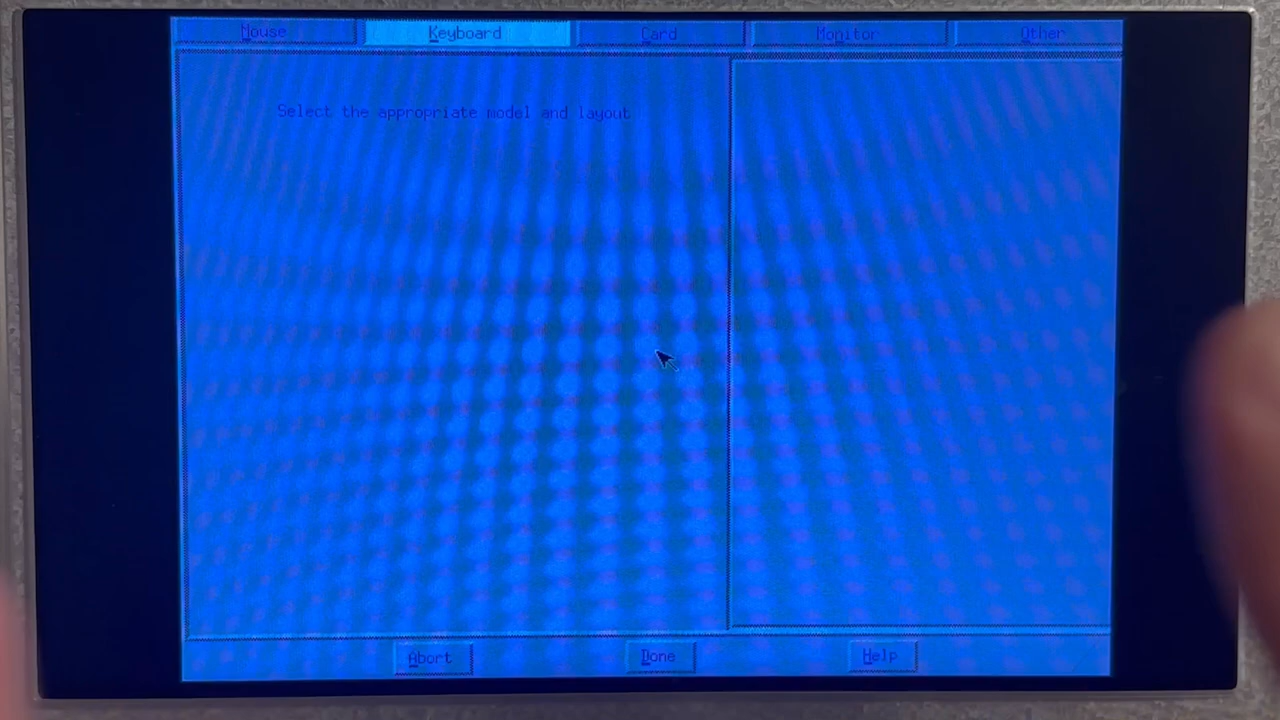 Mouse Keyboard Card Monitor Other
Select the appropriate model and layout
Abort Done Help